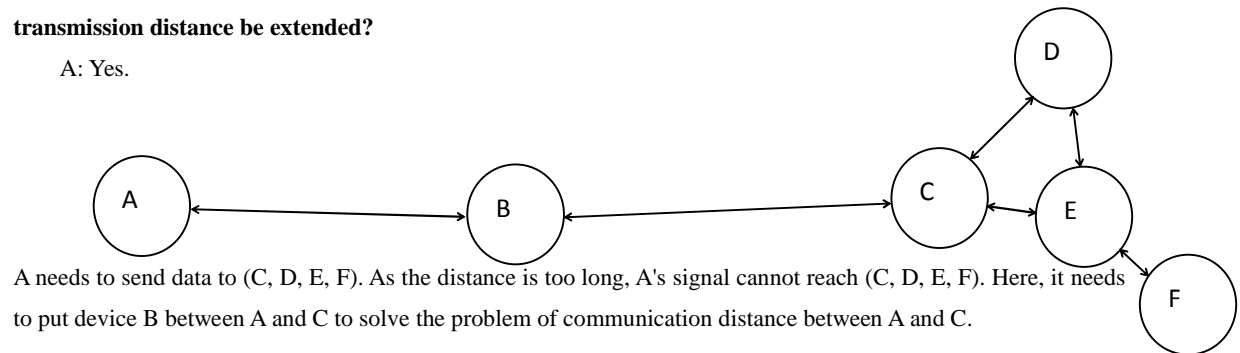 transmission distance be extended?
A: Yes.
D
A
B
C
E
A needs to send data to (C, D, E, F). As the distance is too long, A's signal cannot reach (C, D, E, F). Here, it needs
F
to put device B between A and C to solve the problem of communication distance between A and C.